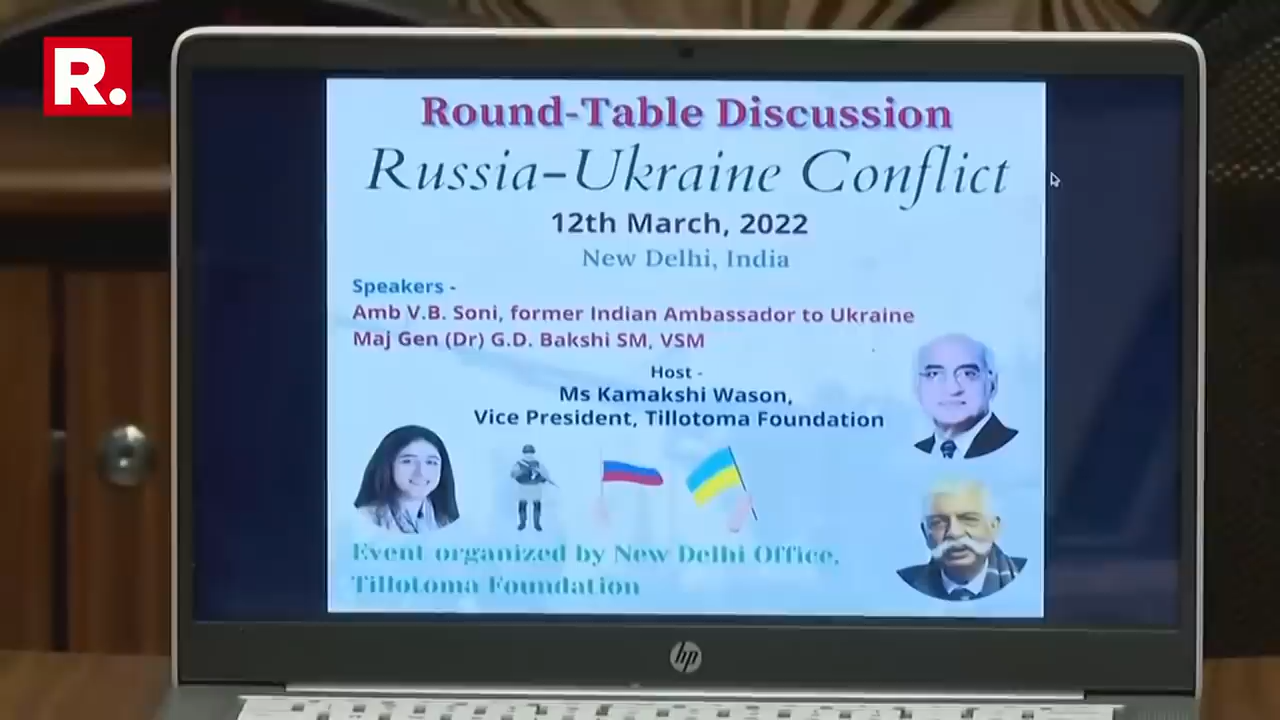 R.
Round-Table Discussion
Russia-Ukraine Conflict
12th March, 2022
New Delhi, India
Speakers -
Amb V.B. Soni, former Indian Ambassador to Ukraine
Maj Gen (Dr) G.D. Bakshi SM, VSM
Host -
Ms Kamakshi Wason,
Vice President, Tillotoma Foundation
Event organized by New Delhi Office,
Tillotoma Foundation
hp